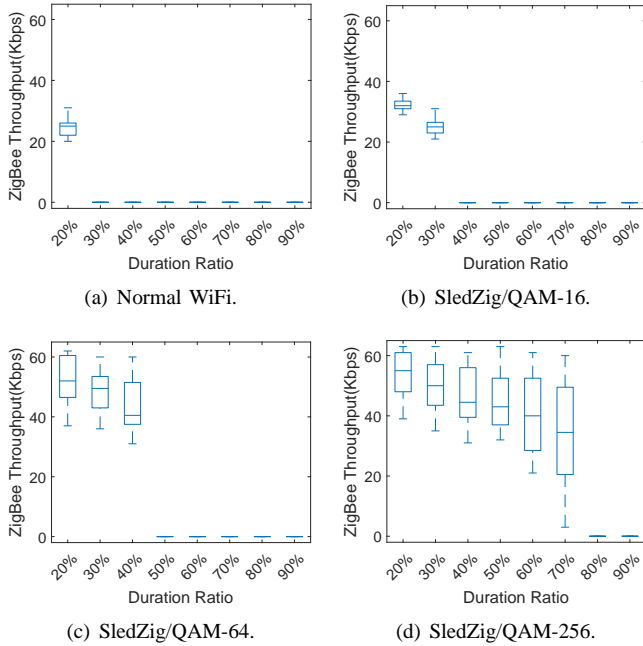 ZigBee Throughput(Kbps)
60
40
20
0
20% 30% 40% 50% 60% 70% 80% 90%
Duration Ratio
(a) Normal WiFi.
ZigBee Throughput(Kbps)
60
40
20
0
20% 30% 40% 50% 60% 70% 80% 90%
Duration Ratio
(b) SledZig/QAM-16.
ZigBee Throughput(Kbps)
60
40
20
0
20% 30% 40% 50% 60% 70% 80% 90%
Duration Ratio
(c) SledZig/QAM-64.
ZigBee Throughput(Kbps)
60
40
20
0
20% 30% 40% 50% 60% 70% 80% 90%
Duration Ratio
(d) SledZig/QAM-256.